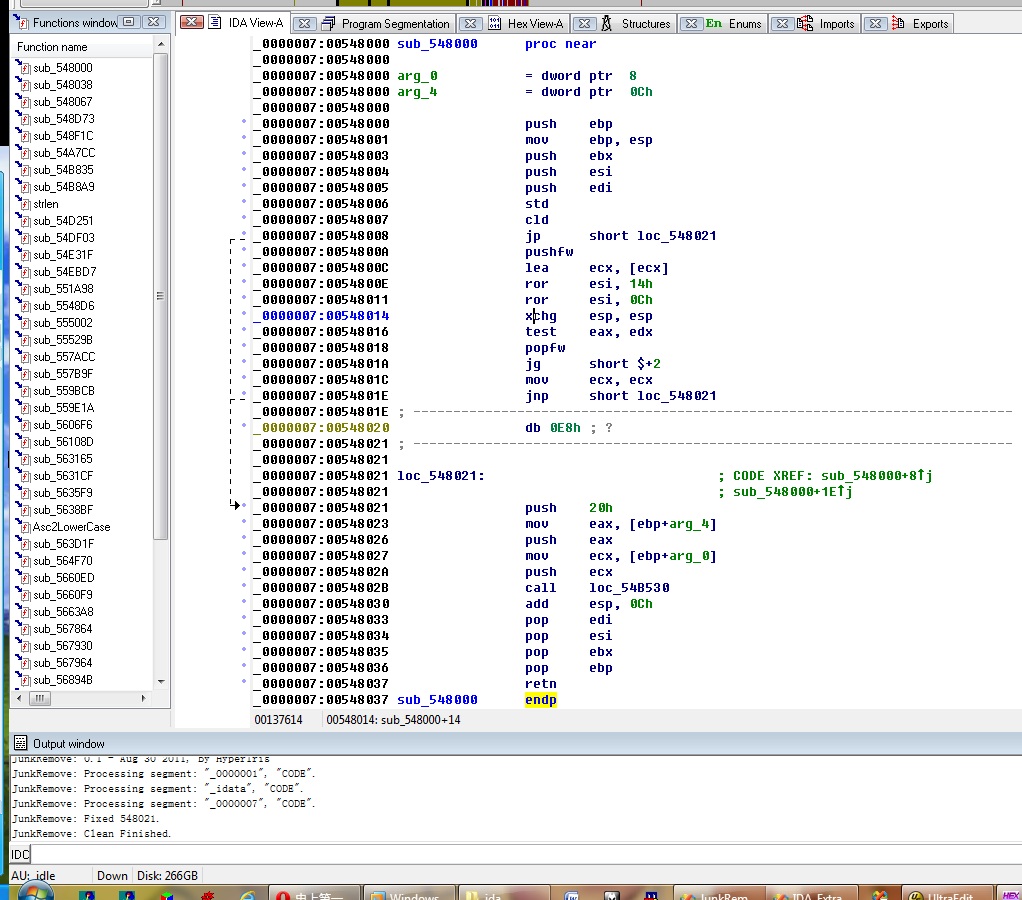 Functions window
IDA View-A
Program Segmentation
Hex View-A
Structures
En Enums
Imports
Exports
Function name
sub_548000
sub_548038
sub_548067
sub_548D73
sub_548F1C
sub_54A7CC
sub_54B835
sub_54B8A9
strlen
sub_54D251
sub_54DF03
sub_54E31F
sub_54EBD7
sub_551A98
sub_5548D6
sub_555002
sub_55529B
sub_557ACC
sub_557B9F
sub_559BCB
sub_559E1A
sub_5606F6
sub_56108D
sub_563165
sub_5631CF
sub_5635F9
sub_5638BF
Asc2LowerCase
sub_563D1F
sub_564F70
sub_5660ED
sub_5660F9
sub_5663A8
sub_567864
sub_567930
sub_567964
sub_56894B
_0000007:00548000 sub_548000 proc near
_0000007:00548000
_0000007:00548000 arg_0 = dword ptr 8
_0000007:00548000 arg_4 = dword ptr 0Ch
_0000007:00548000
_0000007:00548000 push ebp
_0000007:00548001 mov ebp, esp
_0000007:00548003 push ebx
_0000007:00548004 push esi
_0000007:00548005 push edi
_0000007:00548006 std
_0000007:00548007 cld
_0000007:00548008 jp short loc_548021
_0000007:0054800A pushfw
_0000007:0054800C lea ecx, [ecx]
_0000007:0054800E ror esi, 14h
_0000007:00548011 ror esi, 0Ch
_0000007:00548014 xchg esp, esp
_0000007:00548016 test eax, edx
_0000007:00548018 popfw
_0000007:0054801A jg short $+2
_0000007:0054801C mov ecx, ecx
_0000007:0054801E jnp short loc_548021
_0000007:0054801E ; ---------------------------------------------------------------------------
_0000007:00548020 db 0E8h ; ?
_0000007:00548021 ; ---------------------------------------------------------------------------
_0000007:00548021
_0000007:00548021 loc_548021: ; CODE XREF: sub_548000+8↑j
_0000007:00548021 ; sub_548000+1E↑j
_0000007:00548021 push 20h
_0000007:00548023 mov eax, [ebp+arg_4]
_0000007:00548026 push eax
_0000007:00548027 mov ecx, [ebp+arg_0]
_0000007:0054802A push ecx
_0000007:0054802B call loc_54B530
_0000007:00548030 add esp, 0Ch
_0000007:00548033 pop edi
_0000007:00548034 pop esi
_0000007:00548035 pop ebx
_0000007:00548036 pop ebp
_0000007:00548037 retn
_0000007:00548037 sub_548000 endp
00137614 00548014: sub_548000+14
Output window
JunkRemove: 0.1 - Aug 30 2011, by HyperIris
JunkRemove: Processing segment: "_0000001", "CODE".
JunkRemove: Processing segment: "_idata", "CODE".
JunkRemove: Processing segment: "_0000007", "CODE".
JunkRemove: Fixed 548021.
JunkRemove: Clean Finished.
IDC
AU: idle Down Disk: 266GB
史上第一 Windows ida JunkRem IDA_Extra UltraEdit HEX